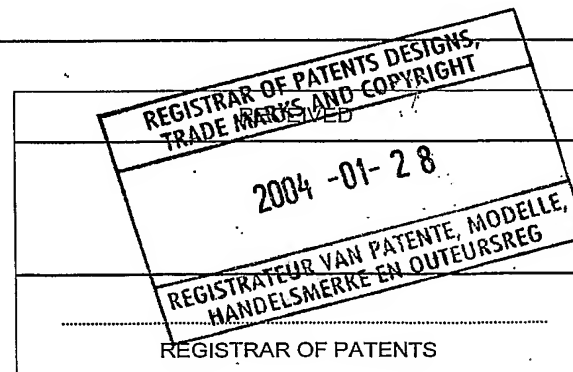 REGISTRAR OF PATENTS DESIGNS,
TRADE MARKS AND COPYRIGHT
RECEIVED
2004 -01- 28
REGISTRATEUR VAN PATENTE, MODELLE,
HANDELSMERKE EN OUTEURSREG
REGISTRAR OF PATENTS